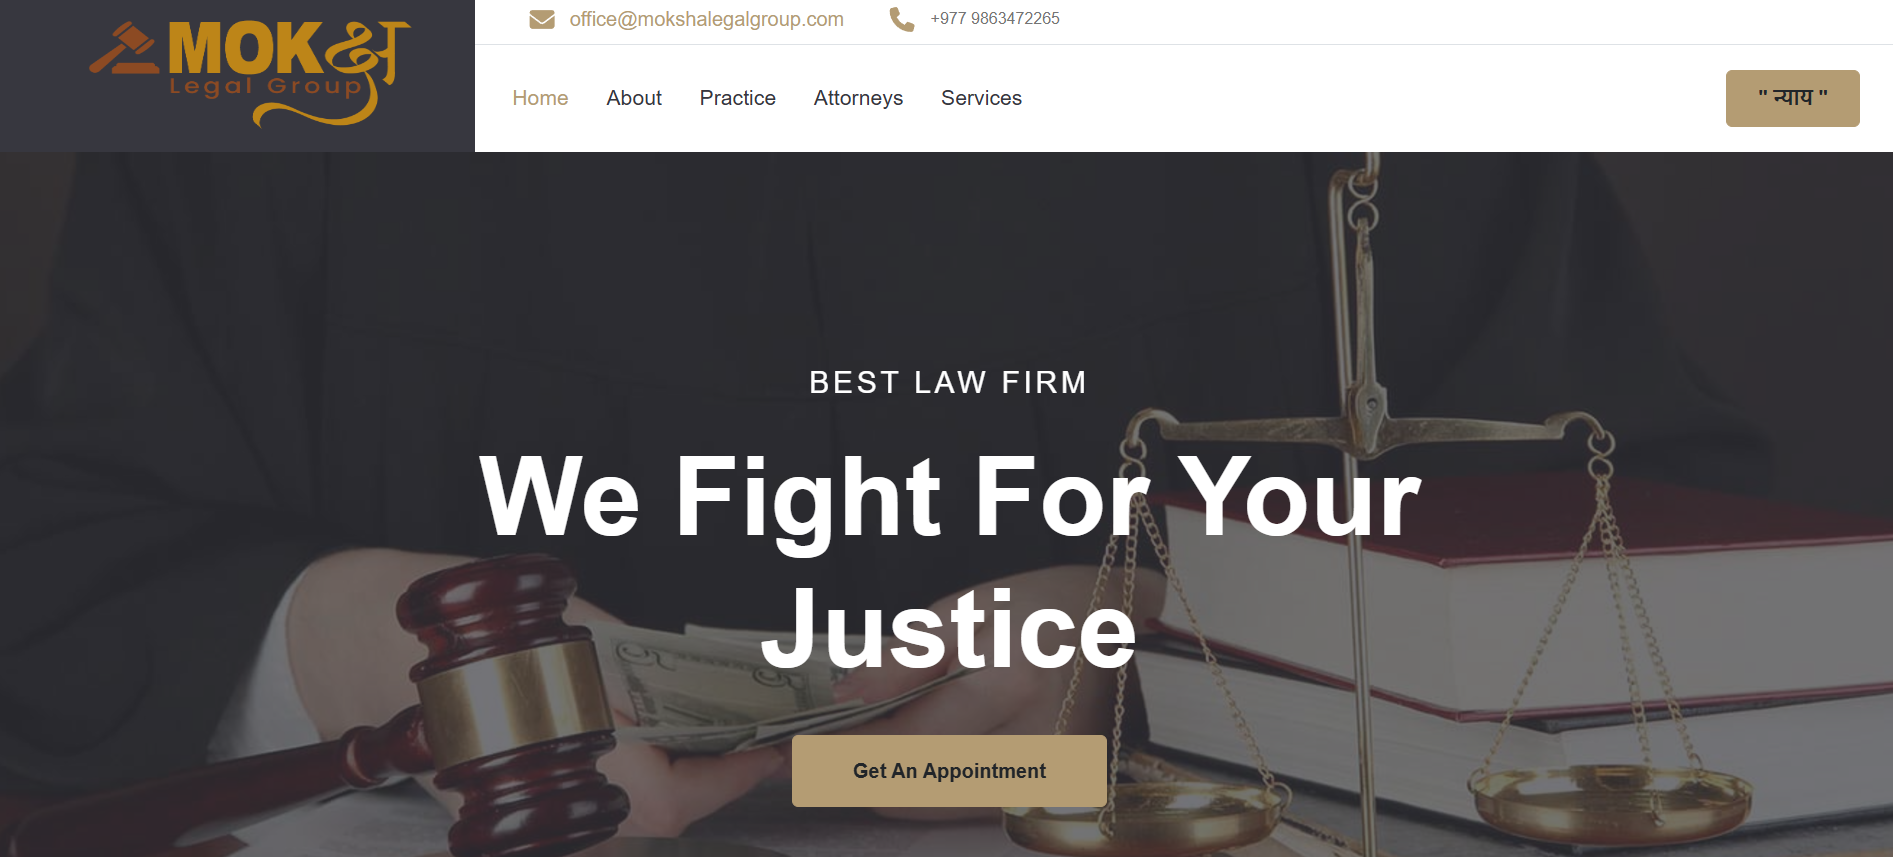 MOKक्ष
Legal Group
office@mokshalegalgroup.com
+977 9863472265
Home About Practice Attorneys Services
" न्याय "
BEST LAW FIRM
We Fight For Your
Justice
Get An Appointment